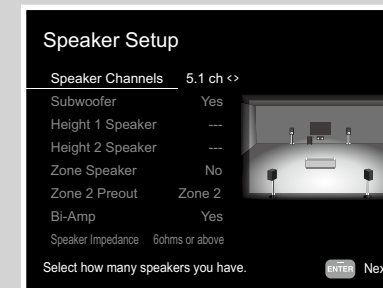 Speaker Setup
Speaker Channels 5.1 ch <>
Subwoofer Yes
Height 1 Speaker ---
Height 2 Speaker ---
Zone Speaker No
Zone 2 Preout Zone 2
Bi-Amp Yes
Speaker Impedance 6ohms or above
Select how many speakers you have.
ENTER